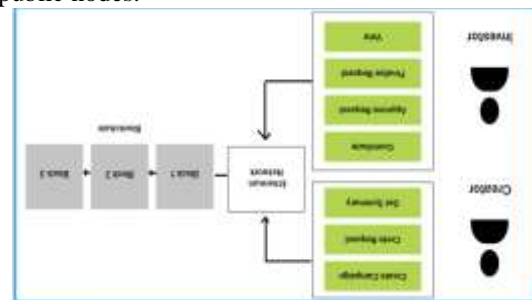 public nodes.
Creator
Create Campaign
Create Request
Get Summary
Investor
Contribute
Approve Request
Finalize Request
Ethereum
Network
Block 1
Block 2
Block 3
Blockchain